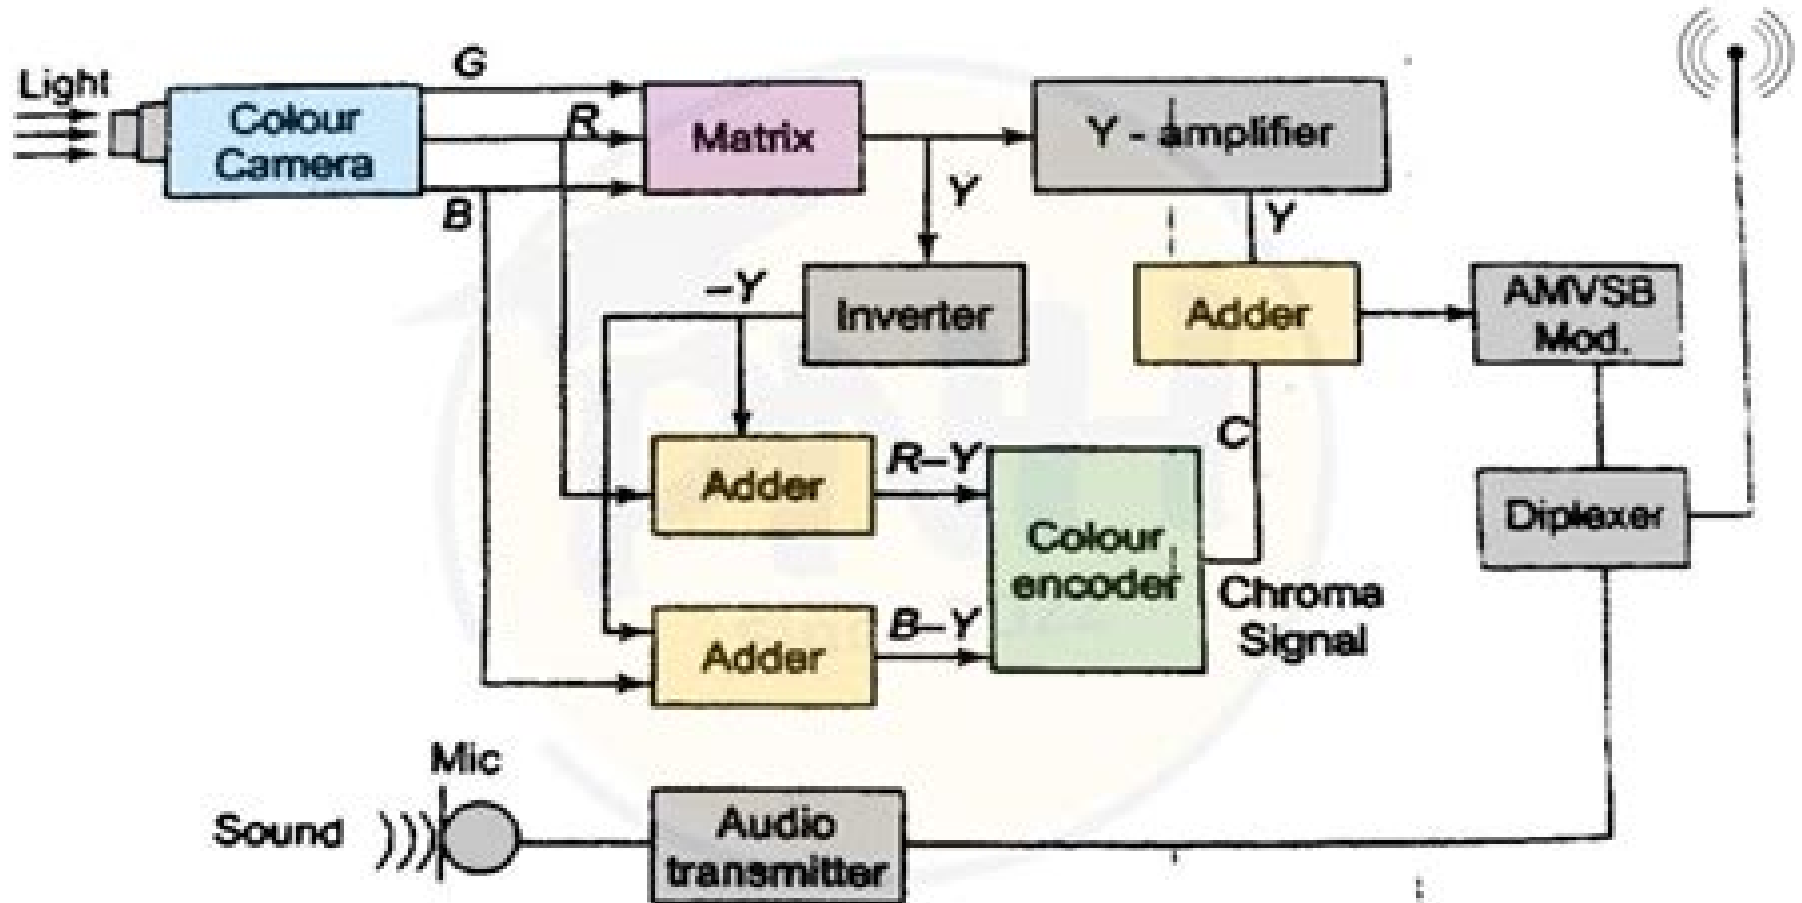 Light
Colour
Camera
G
R
B
Matrix
Y - amplifier
Y
Y
-Y
Inverter
Adder
AMVSB
Mod.
Adder
R-Y
C
Colour
encoder
Diplexer
Adder
B-Y
Chroma
Signal
Mic
Sound
Audio
transmitter